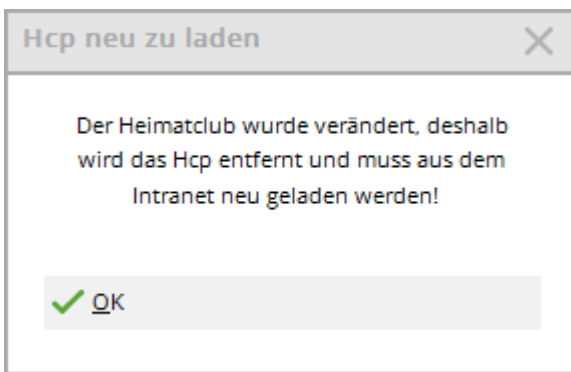 Hcp neu zu laden
Der Heimatclub wurde verändert, deshalb
wird das Hcp entfernt und muss aus dem
Intranet neu geladen werden!
OK